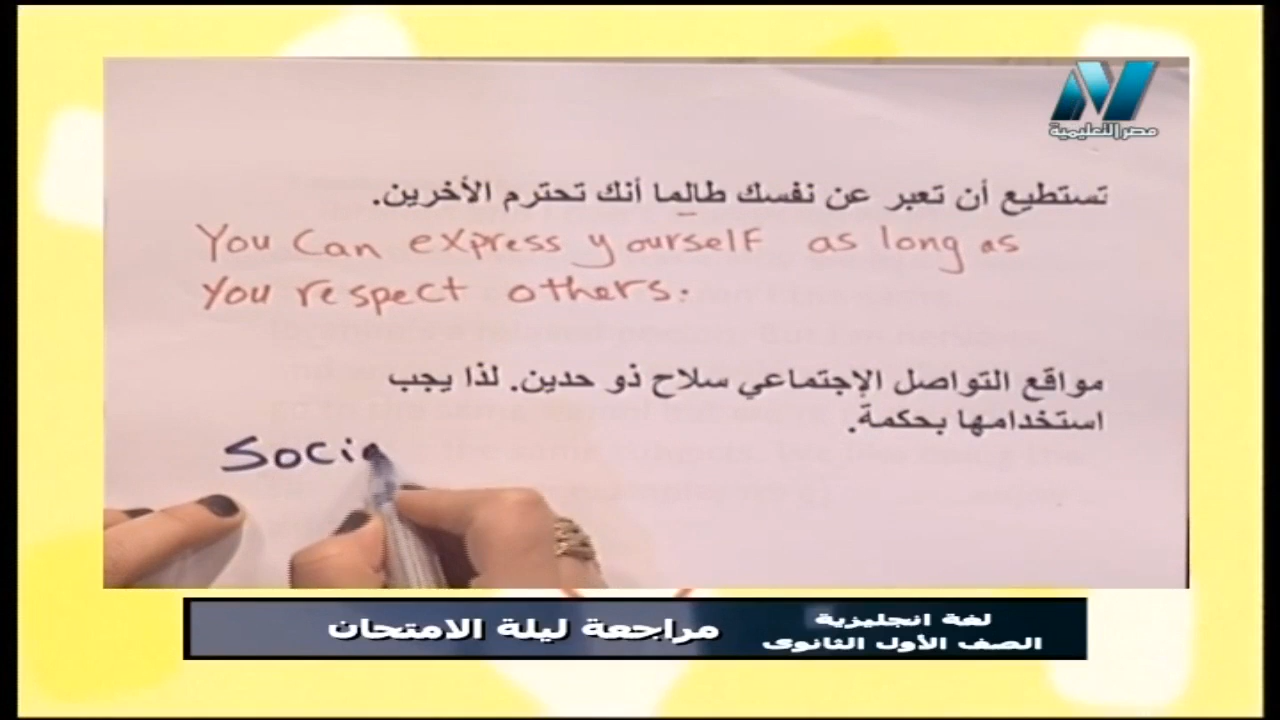 مصر التعليمية
تستطيع أن تعبر عن نفسك طالما أنك تحترم الأخرين.
You can express yourself as long as
you respect others.
مواقع التواصل الإجتماعي سلاح ذو حدين. لذا يجب
استخدامها بحكمة.
Socia
لغة انجليزية
الصف الأول الثانوى
مراجعة ليلة الامتحان